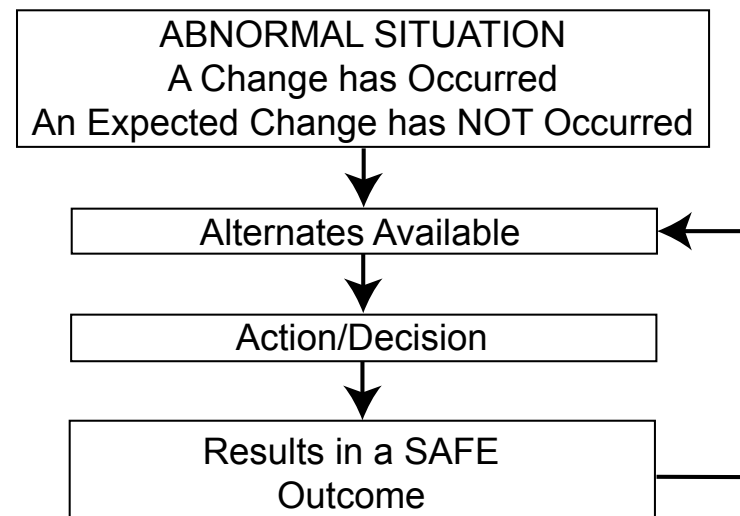 ABNORMAL SITUATION
A Change has Occurred
An Expected Change has NOT Occurred
Alternates Available
Action/Decision
Results in a SAFE
Outcome